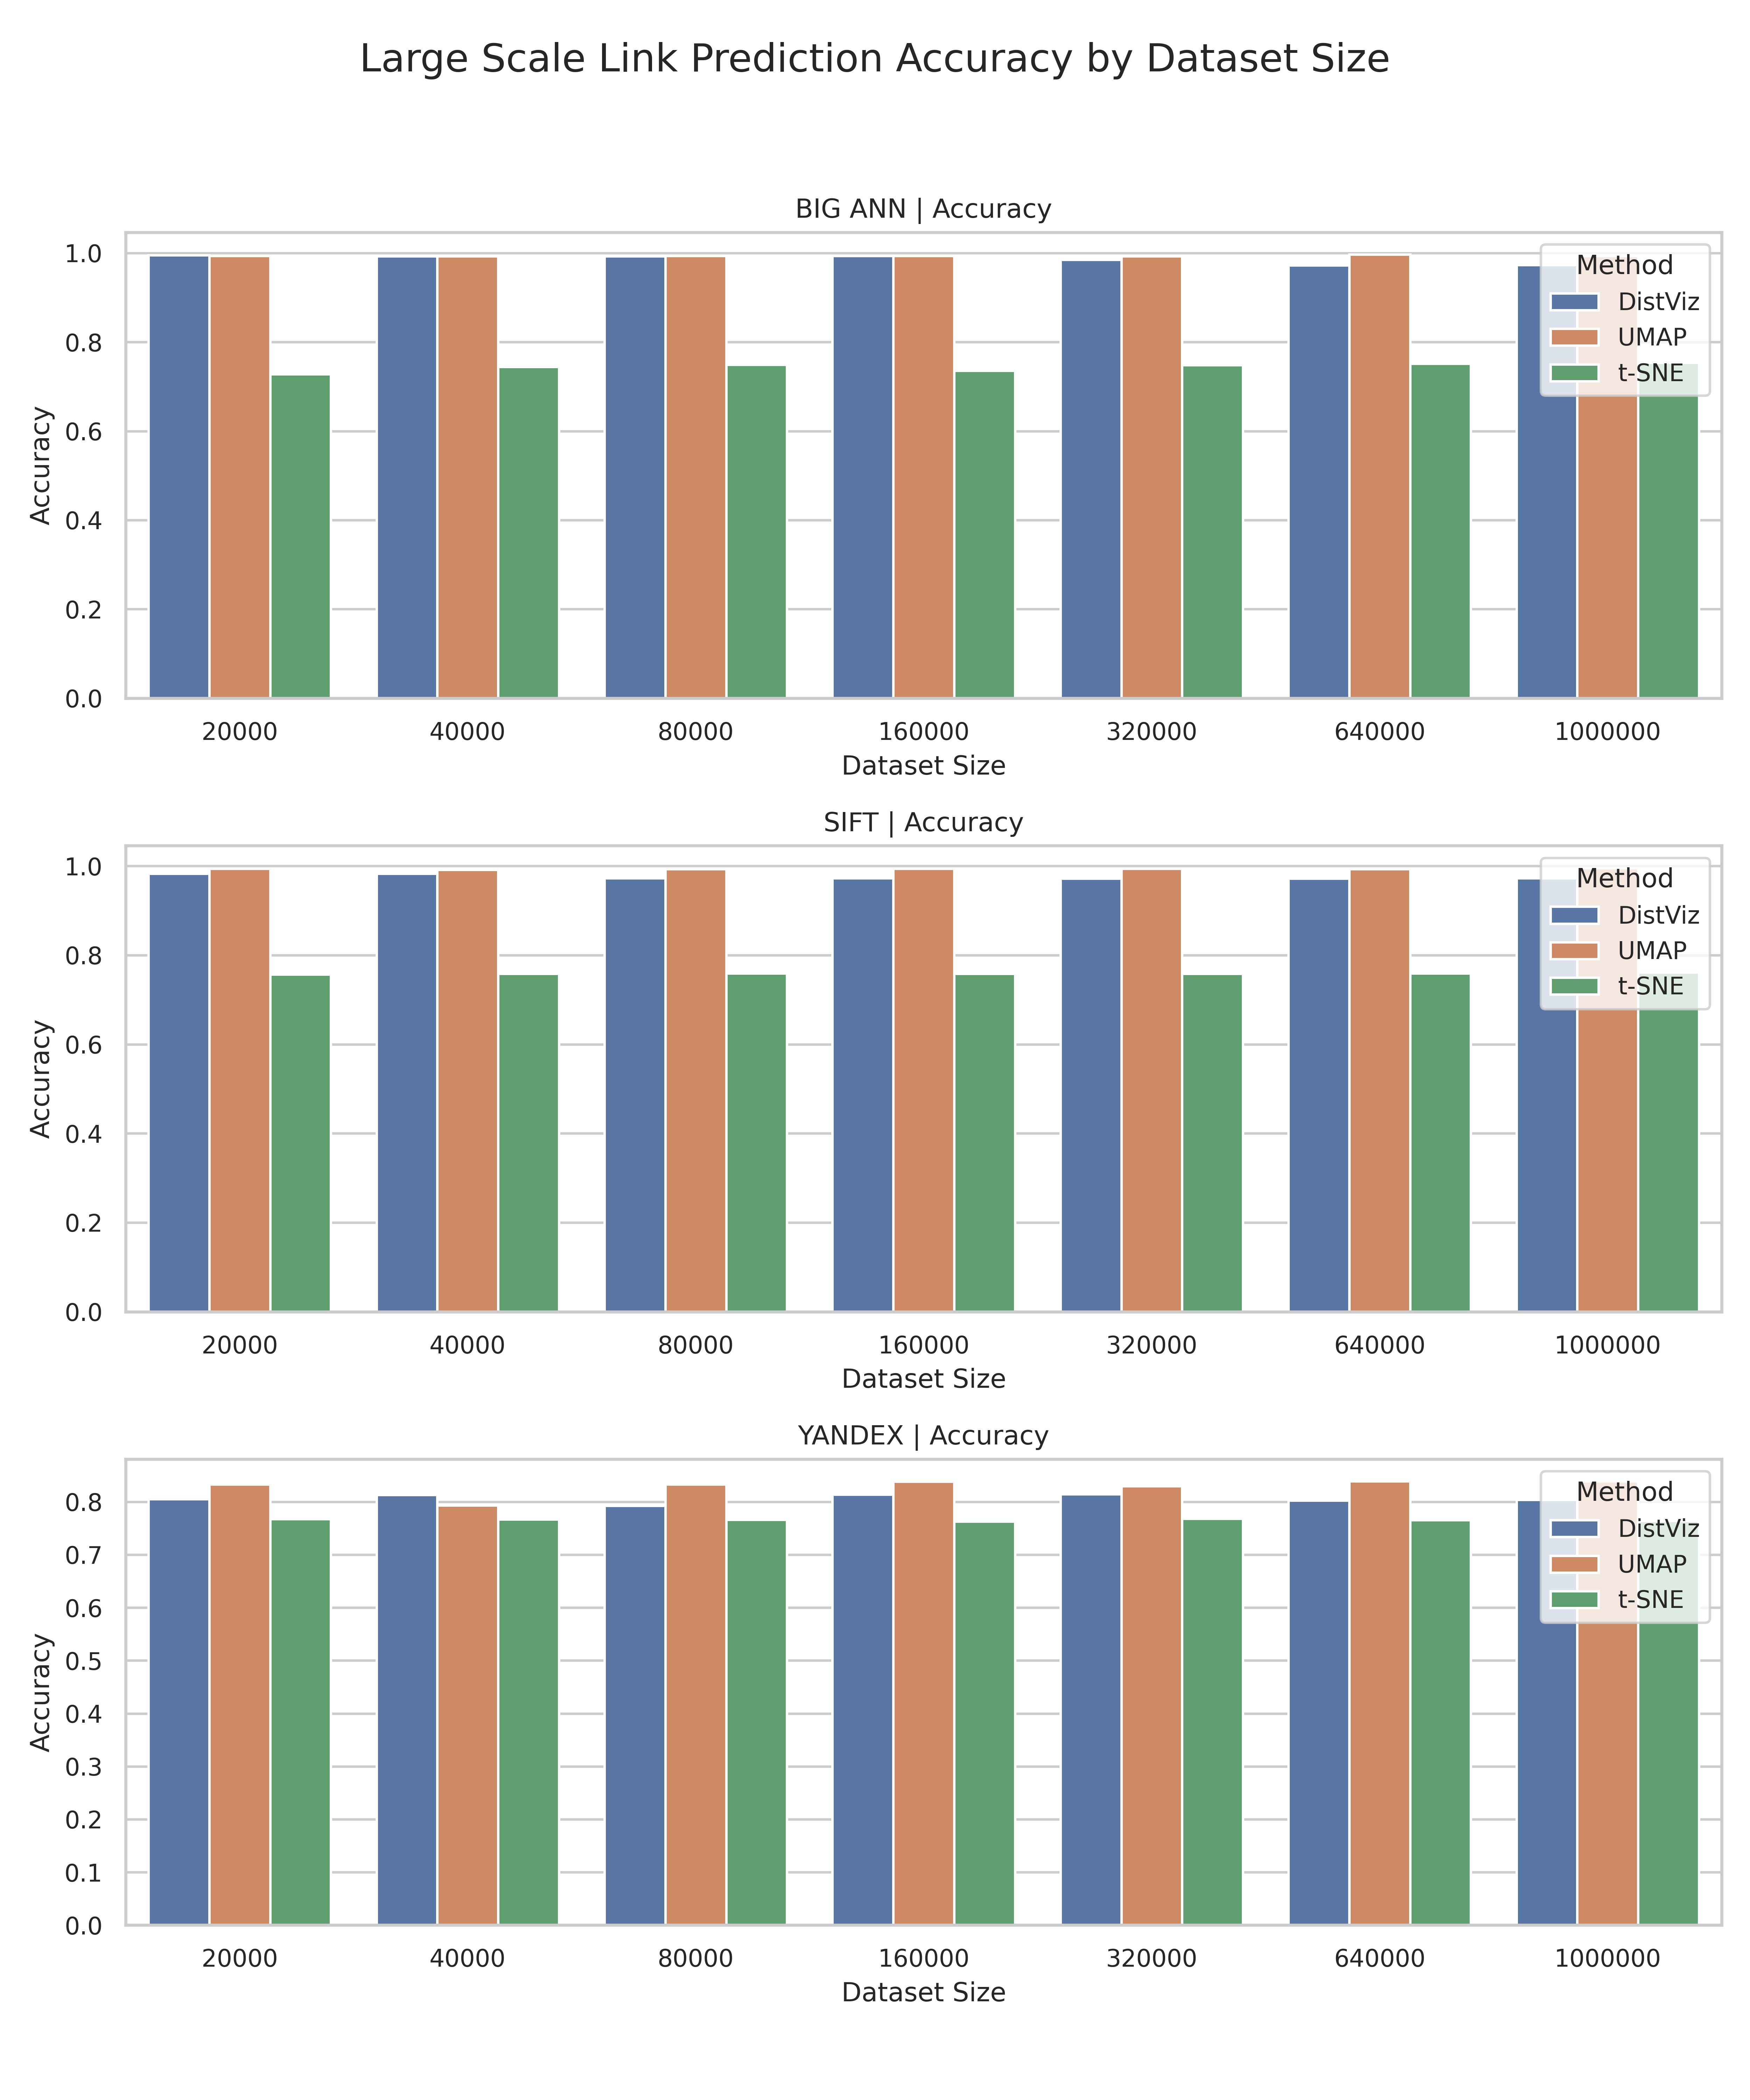 Large Scale Link Prediction Accuracy by Dataset Size
BIG ANN | Accuracy
Accuracy
1.0
0.8
0.6
0.4
0.2
0.0
Method
DistViz
UMAP
t-SNE
20000 40000 80000 160000 320000 640000 1000000
Dataset Size
SIFT | Accuracy
Accuracy
1.0
0.8
0.6
0.4
0.2
0.0
Method
DistViz
UMAP
t-SNE
20000 40000 80000 160000 320000 640000 1000000
Dataset Size
YANDEX | Accuracy
Accuracy
0.8
0.7
0.6
0.5
0.4
0.3
0.2
0.1
0.0
Method
DistViz
UMAP
t-SNE
20000 40000 80000 160000 320000 640000 1000000
Dataset Size